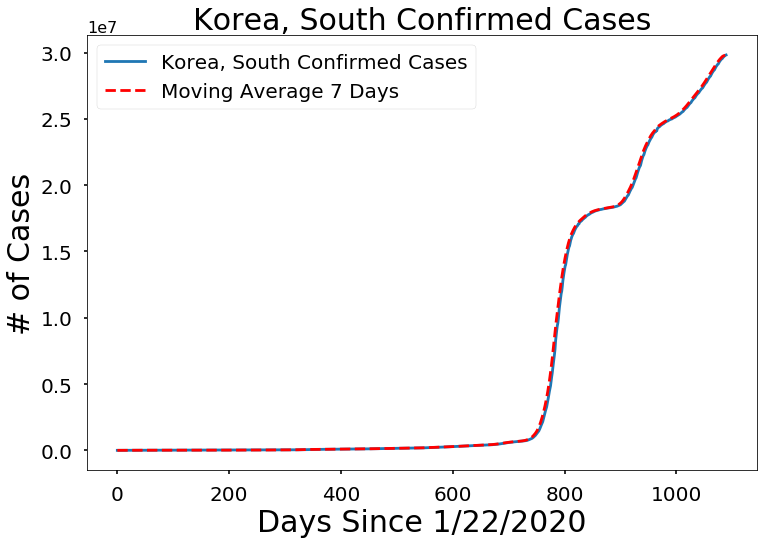 Korea, South Confirmed Cases
1e7
Korea, South Confirmed Cases
Moving Average 7 Days
# of Cases
3.0
2.5
2.0
1.5
1.0
0.5
0.0
0 200 400 600 800 1000
Days Since 1/22/2020